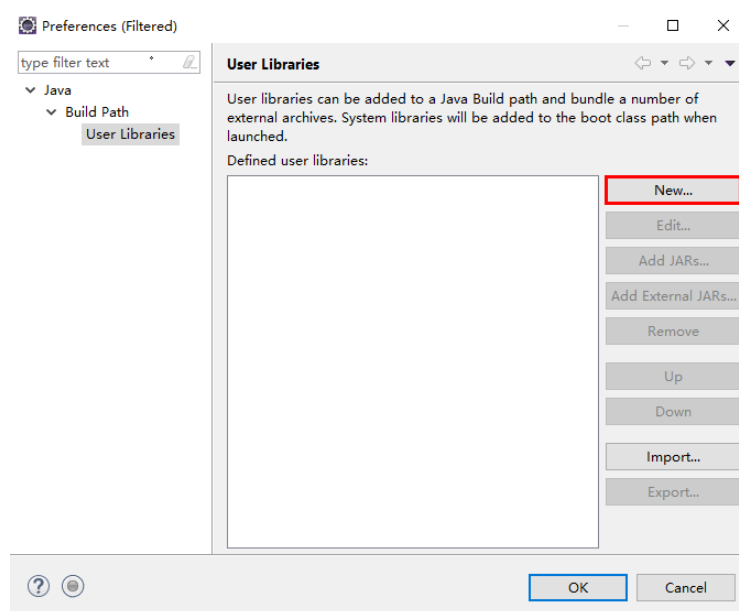 Preferences (Filtered)
type filter text
User Libraries
Java
Build Path
User Libraries
User libraries can be added to a Java Build path and bundle a number of
external archives. System libraries will be added to the boot class path when
launched.
Defined user libraries:
New...
Edit...
Add JARs...
Add External JARs...
Remove
Up
Down
Import...
Export...
?
OK
Cancel